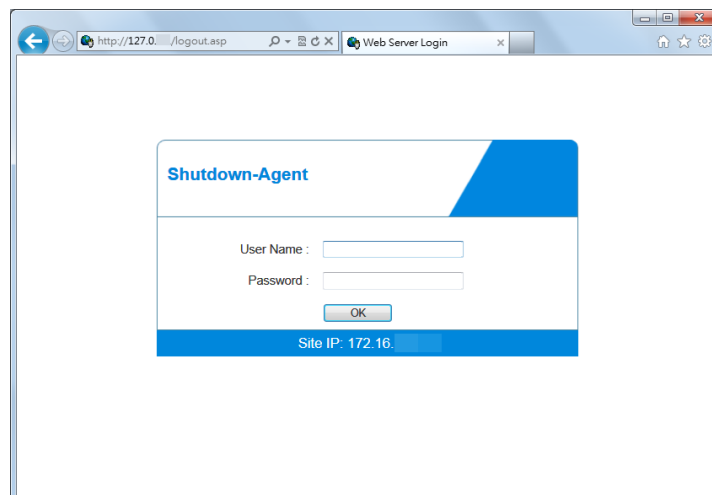 http://127.0. /logout.asp
Web Server Login
Shutdown-Agent
User Name :
Password :
OK
Site IP: 172.16.